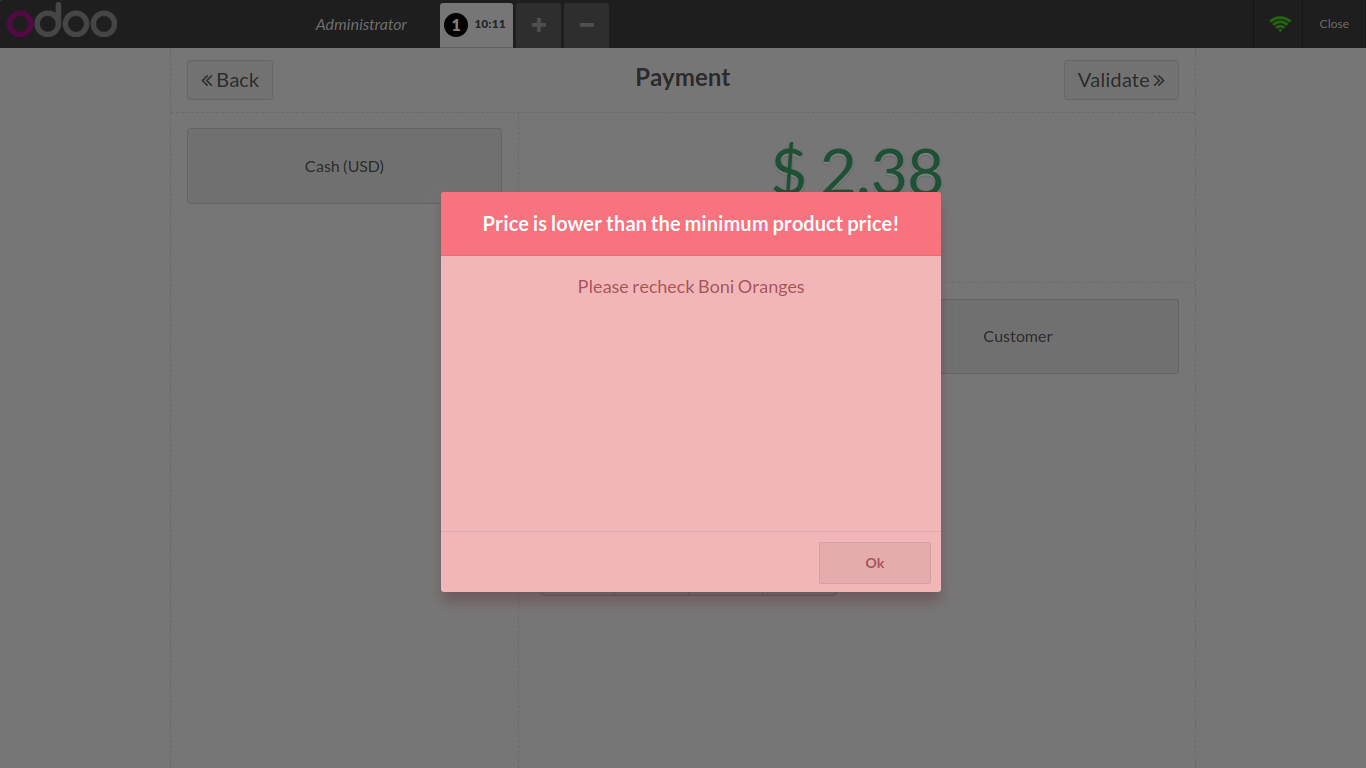 odoo
Administrator
1 10:11
Close
Back
Payment
Validate
Cash (USD)
$ 2.38
Price is lower than the minimum product price!
Please recheck Boni Oranges
Customer
Ok